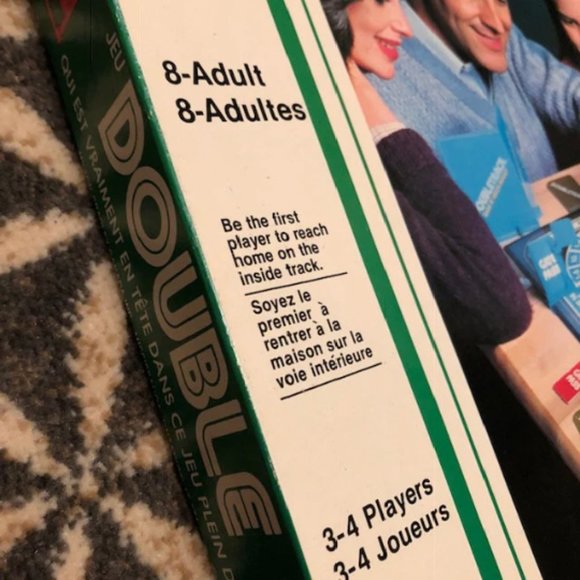 8-Adult
8-Adultes
Be the first
player to reach
home on the
inside track.
Soyez le
premier à
rentrer à la
maison sur la
voie intérieure
3-4 Players
3-4 Joueurs
JEU
DOUBLE
QUI EST VRAIMENT EN TÊTE DANS CE JEU PLEIN D